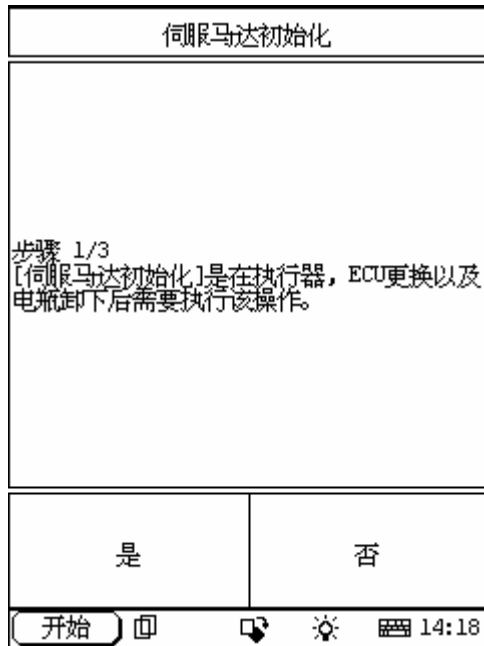 伺服马达初始化
步骤 1/3
[伺服马达初始化]是在执行器，ECU更换以及
电瓶卸下后需要执行该操作。
是
否
开始
14:18